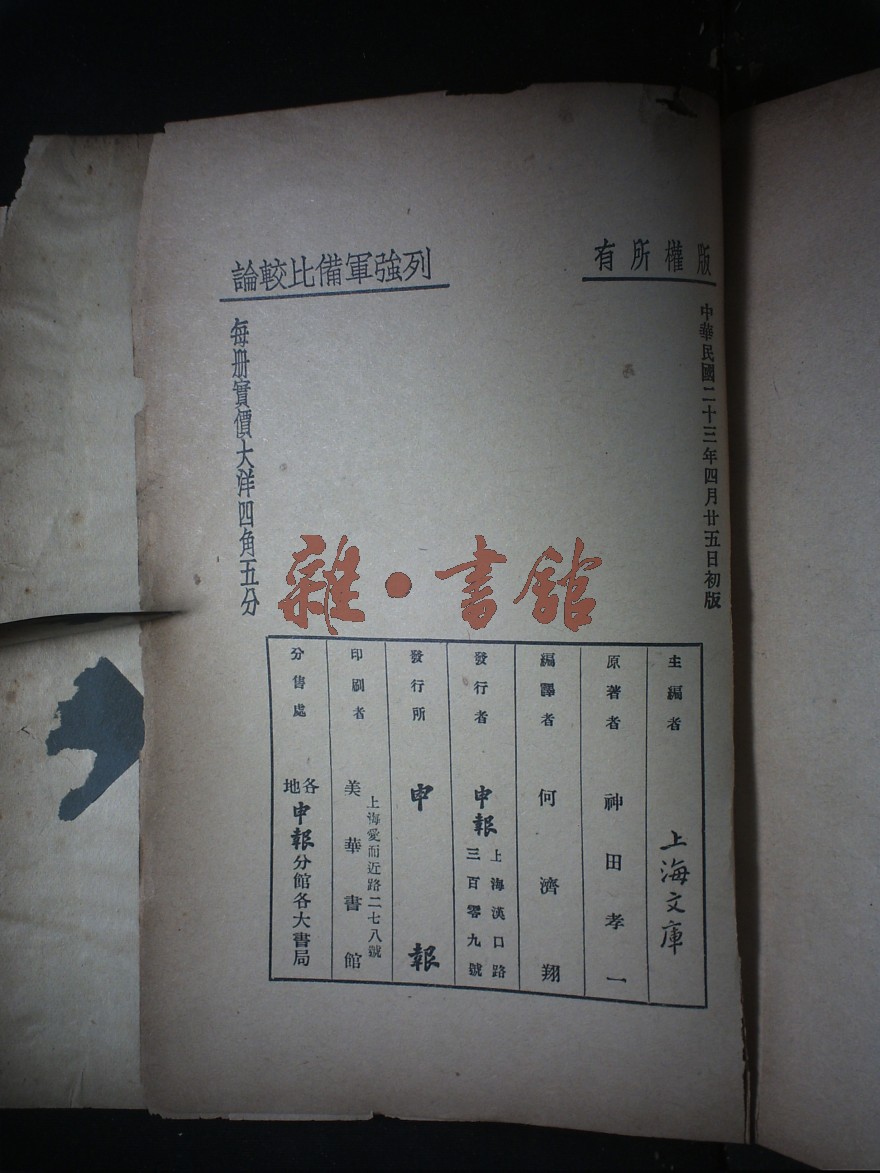 版權所有
中華民國二十三年四月廿五日初版
列強軍備比較論
每册實價大洋四角五分
雜·書館
主編者 上海文庫
原著者 神田孝一
編譯者 何濟翔
發行者 申報 上海漢口路三百零九號
發行所 申報
印刷者 美華書館 上海愛而近路二七八號
分售處 各地申報分館各大書局